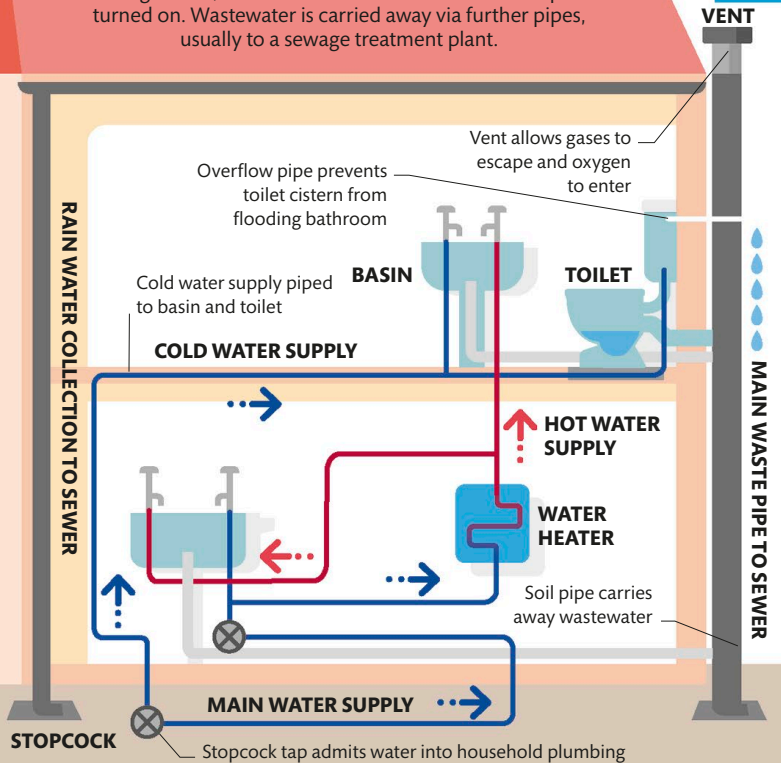 turned on. Wastewater is carried away via further pipes,
usually to a sewage treatment plant.
VENT
Vent allows gases to
escape and oxygen
to enter
Overflow pipe prevents
toilet cistern from
flooding bathroom
RAIN WATER COLLECTION TO SEWER
BASIN
TOILET
Cold water supply piped
to basin and toilet
COLD WATER SUPPLY
HOT WATER
SUPPLY
WATER
HEATER
MAIN WASTE PIPE TO SEWER
Soil pipe carries
away wastewater
MAIN WATER SUPPLY
STOPCOCK
Stopcock tap admits water into household plumbing